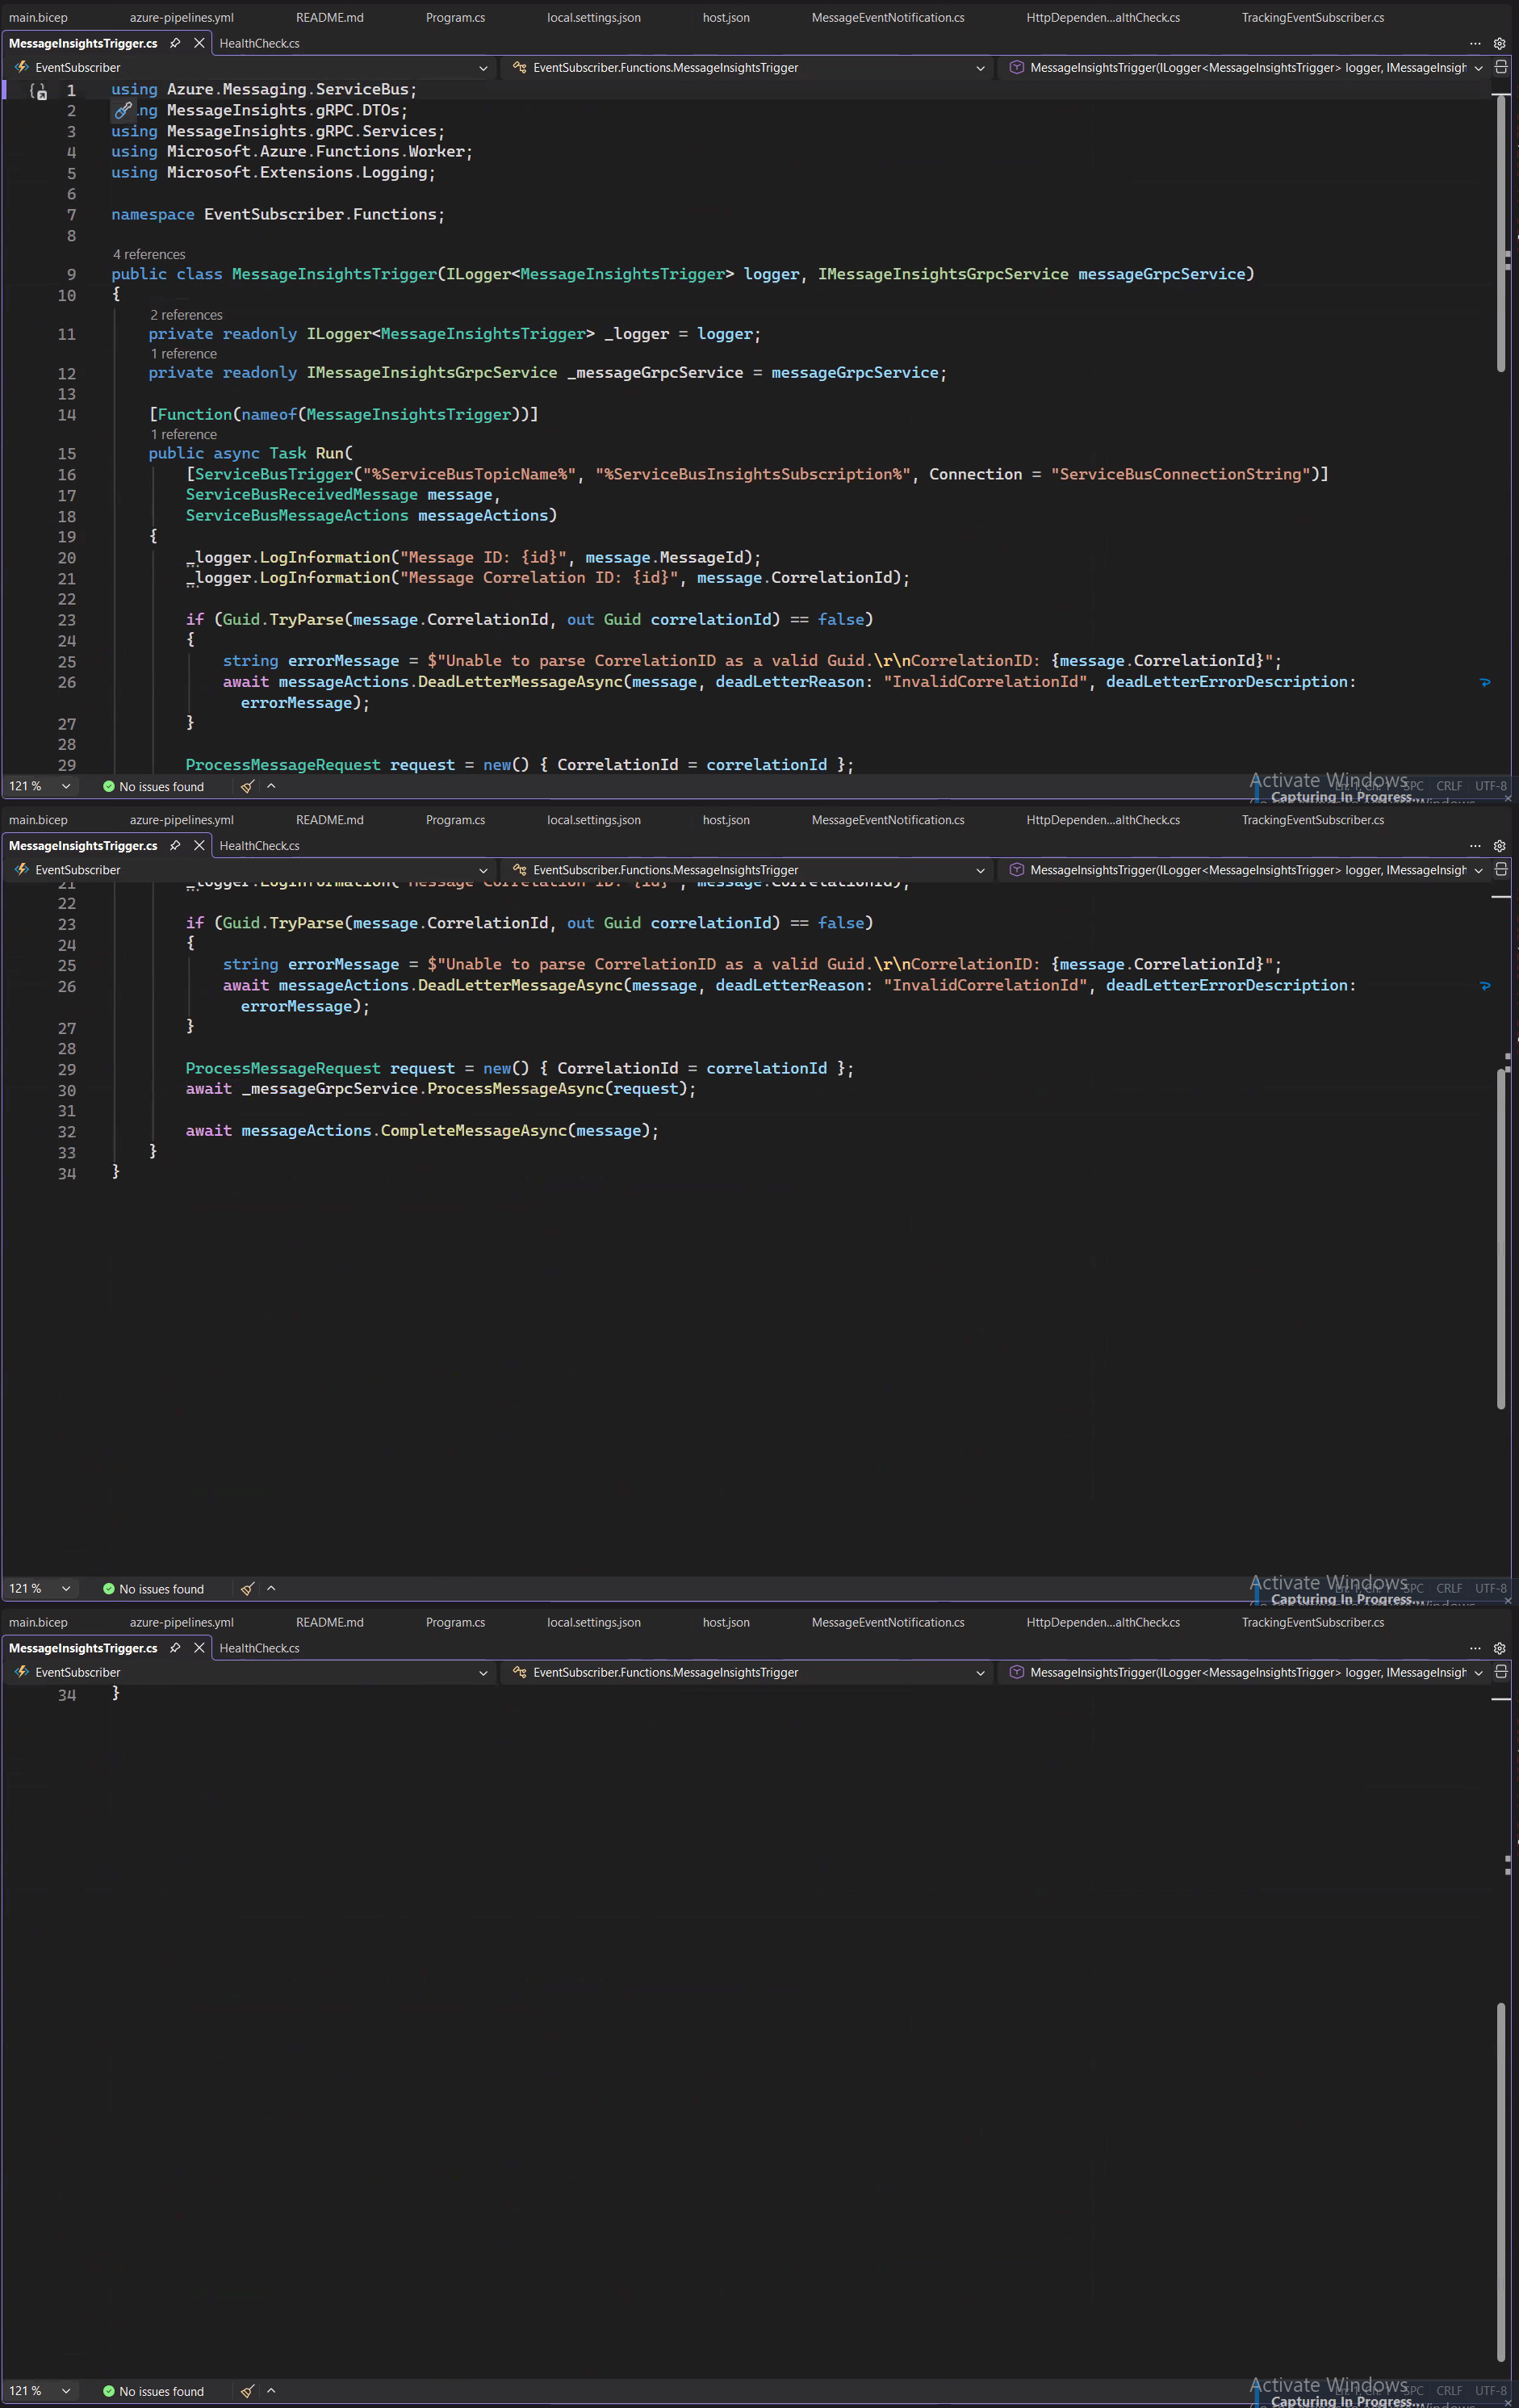 main.bicep azure-pipelines.yml README.md Program.cs local.settings.json host.json MessageEventNotification.cs HttpDependen...althCheck.cs TrackingEventSubscriber.cs
MessageInsightsTrigger.cs HealthCheck.cs
EventSubscriber EventSubscriber.Functions.MessageInsightsTrigger MessageInsightsTrigger(ILogger<MessageInsightsTrigger> logger, IMessageInsigh
1 using Azure.Messaging.ServiceBus;
2 ng MessageInsights.gRPC.DTOs;
3 using MessageInsights.gRPC.Services;
4 using Microsoft.Azure.Functions.Worker;
5 using Microsoft.Extensions.Logging;
6
7 namespace EventSubscriber.Functions;
8
4 references
9 public class MessageInsightsTrigger(ILogger<MessageInsightsTrigger> logger, IMessageInsightsGrpcService messageGrpcService)
10 {
2 references
11 private readonly ILogger<MessageInsightsTrigger> _logger = logger;
1 reference
12 private readonly IMessageInsightsGrpcService _messageGrpcService = messageGrpcService;
13
14 [Function(nameof(MessageInsightsTrigger))]
1 reference
15 public async Task Run(
16 [ServiceBusTrigger("%ServiceBusTopicName%", "%ServiceBusInsightsSubscription%", Connection = "ServiceBusConnectionString")]
17 ServiceBusReceivedMessage message,
18 ServiceBusMessageActions messageActions)
19 {
20 _logger.LogInformation("Message ID: {id}", message.MessageId);
21 _logger.LogInformation("Message Correlation ID: {id}", message.CorrelationId);
22
23 if (Guid.TryParse(message.CorrelationId, out Guid correlationId) == false)
24 {
25 string errorMessage = $"Unable to parse CorrelationID as a valid Guid.\r\nCorrelationID: {message.CorrelationId}";
26 await messageActions.DeadLetterMessageAsync(message, deadLetterReason: "InvalidCorrelationId", deadLetterErrorDescription:
errorMessage);
27 }
28
29 ProcessMessageRequest request = new() { CorrelationId = correlationId };
121 % No issues found Activate Windows SPC CRLF UTF-8
Capturing In Progress...
main.bicep azure-pipelines.yml README.md Program.cs local.settings.json host.json MessageEventNotification.cs HttpDependen...althCheck.cs TrackingEventSubscriber.cs
MessageInsightsTrigger.cs HealthCheck.cs
EventSubscriber EventSubscriber.Functions.MessageInsightsTrigger MessageInsightsTrigger(ILogger<MessageInsightsTrigger> logger, IMessageInsigh
21 _logger.LogInformation("Message Correlation ID: {id}", message.CorrelationId);
22
23 if (Guid.TryParse(message.CorrelationId, out Guid correlationId) == false)
24 {
25 string errorMessage = $"Unable to parse CorrelationID as a valid Guid.\r\nCorrelationID: {message.CorrelationId}";
26 await messageActions.DeadLetterMessageAsync(message, deadLetterReason: "InvalidCorrelationId", deadLetterErrorDescription:
errorMessage);
27 }
28
29 ProcessMessageRequest request = new() { CorrelationId = correlationId };
30 await _messageGrpcService.ProcessMessageAsync(request);
31
32 await messageActions.CompleteMessageAsync(message);
33 }
34 }
121 % No issues found Activate Windows SPC CRLF UTF-8
Capturing In Progress...
main.bicep azure-pipelines.yml README.md Program.cs local.settings.json host.json MessageEventNotification.cs HttpDependen...althCheck.cs TrackingEventSubscriber.cs
MessageInsightsTrigger.cs HealthCheck.cs
EventSubscriber EventSubscriber.Functions.MessageInsightsTrigger MessageInsightsTrigger(ILogger<MessageInsightsTrigger> logger, IMessageInsigh
34 }
121 % No issues found Activate Windows SPC CRLF UTF-8
Capturing In Progress...